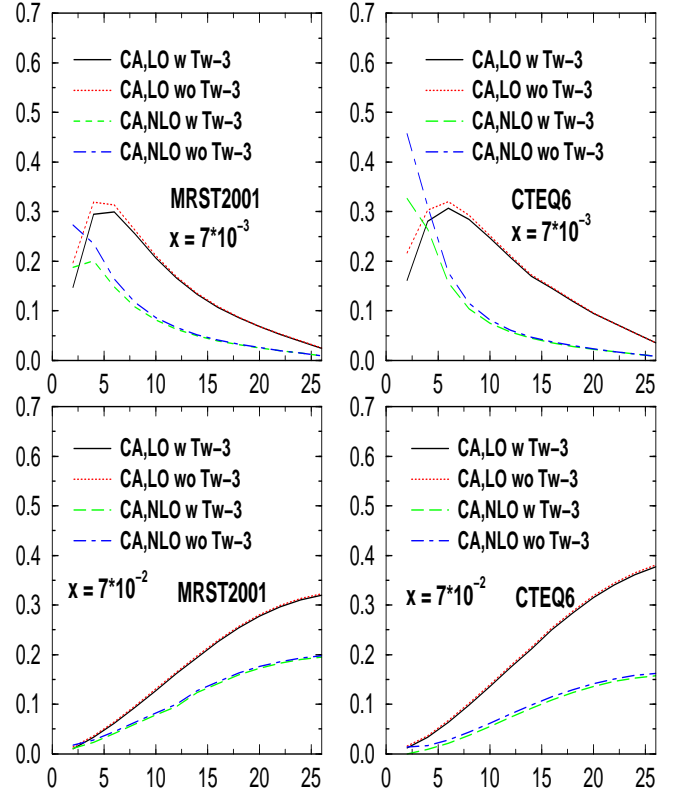 0.7
0.6
0.5
0.4
0.3
0.2
0.1
0.0
CA,LO w Tw−3
CA,LO wo Tw−3
CA,NLO w Tw−3
CA,NLO wo Tw−3
MRST2001
x = 7*10⁻³
0 5 10 15 20 25
0.7
0.6
0.5
0.4
0.3
0.2
0.1
0.0
CA,LO w Tw−3
CA,LO wo Tw−3
CA,NLO w Tw−3
CA,NLO wo Tw−3
CTEQ6
x = 7*10⁻³
0 5 10 15 20 25
0.7
0.6
0.5
0.4
0.3
0.2
0.1
0.0
CA,LO w Tw−3
CA,LO wo Tw−3
CA,NLO w Tw−3
CA,NLO wo Tw−3
x = 7*10⁻² MRST2001
0 5 10 15 20 25
0.7
0.6
0.5
0.4
0.3
0.2
0.1
0.0
CA,LO w Tw−3
CA,LO wo Tw−3
CA,NLO w Tw−3
CA,NLO wo Tw−3
x = 7*10⁻² CTEQ6
0 5 10 15 20 25